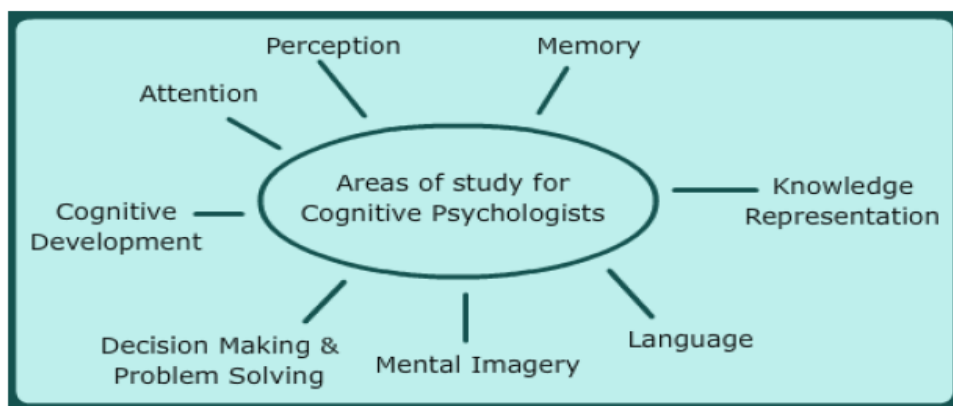 Perception
Memory
Attention
Areas of study for
Cognitive Psychologists
Knowledge
Representation
Cognitive
Development
Decision Making &
Problem Solving
Mental Imagery
Language